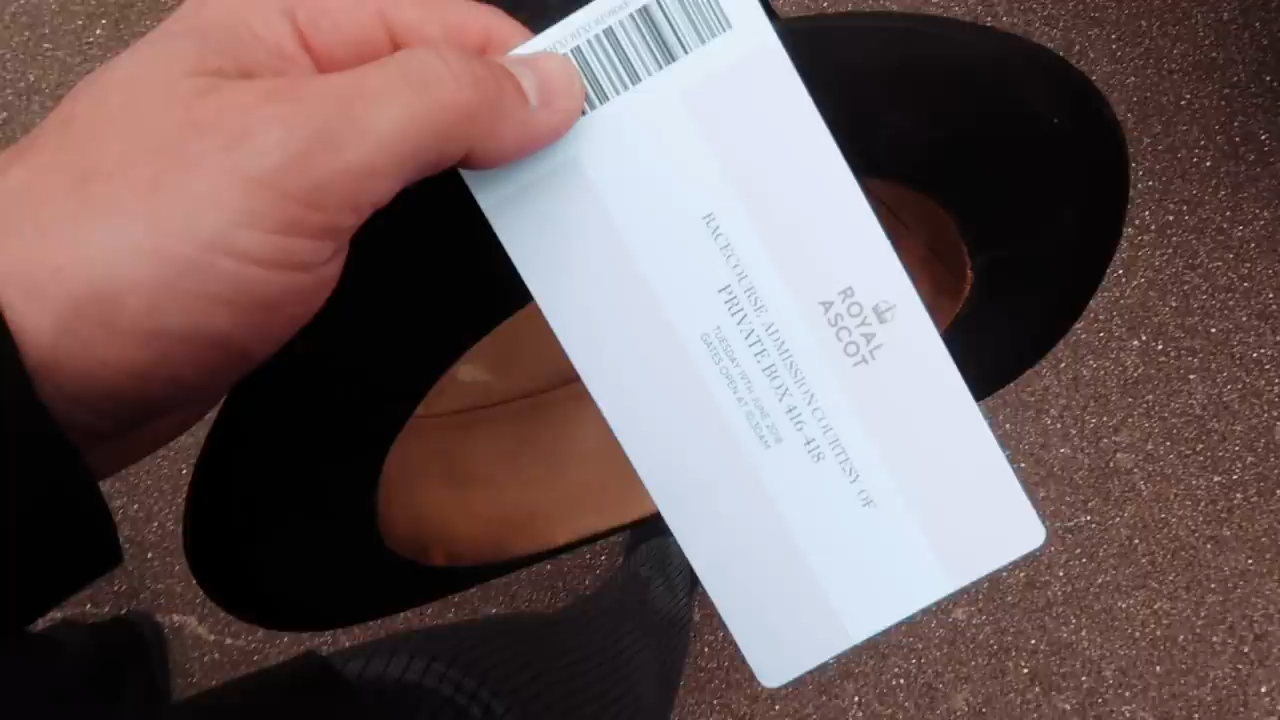 ROYAL
ASCOT
RACECOURSE ADMISSION COURTESY OF
PRIVATE BOX 416-418
TUESDAY 19TH JUNE 2018
GATES OPEN AT 10.30AM